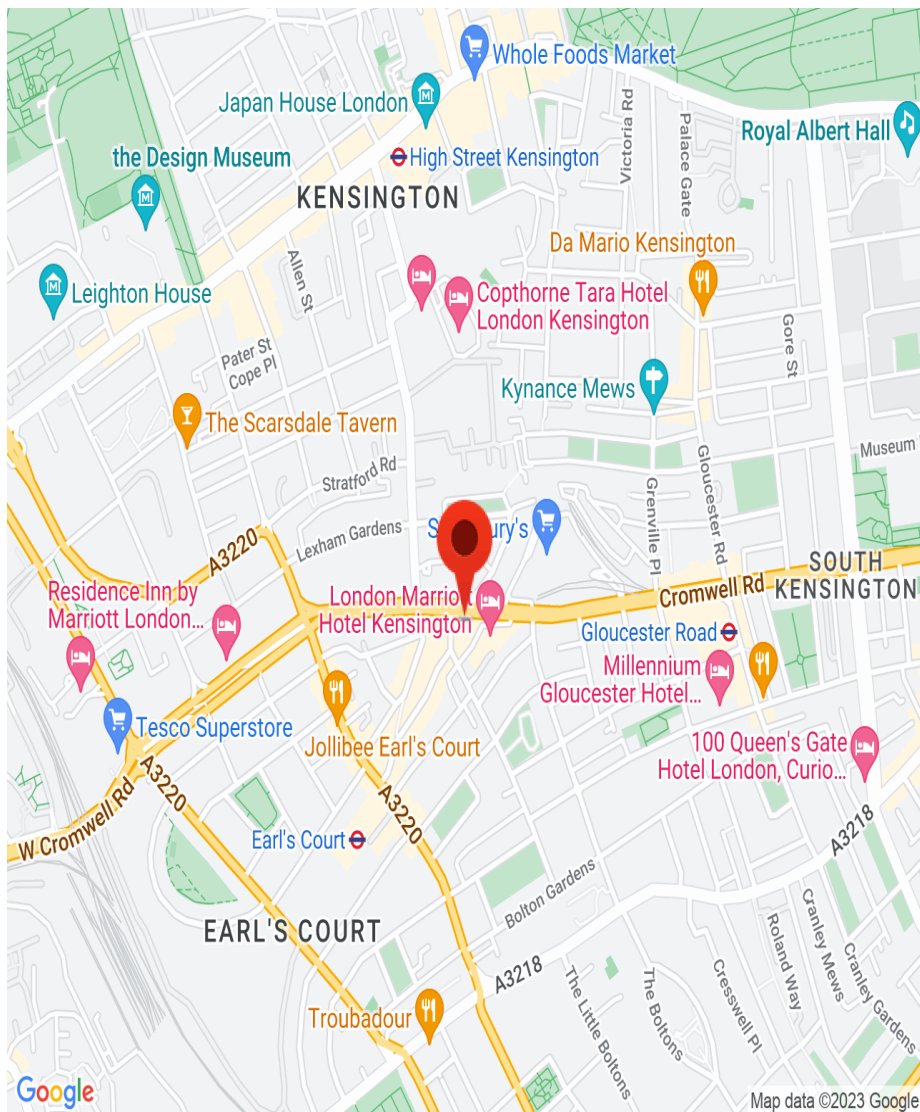 Whole Foods Market
Japan House London
Royal Albert Hall
the Design Museum
High Street Kensington
Victoria Rd
Palace Gate
KENSINGTON
Da Mario Kensington
Allen St
Leighton House
Copthorne Tara Hotel
London Kensington
Gore St
Pater St
Cope Pl
Kynance Mews
The Scarsdale Tavern
Museum
Stratford Rd
Gloucester Rd
Grenville Pl
Lexham Gardens
A3220
SOUTH
KENSINGTON
Cromwell Rd
Residence Inn by
Marriott London...
London Marriott
Hotel Kensington
Gloucester Road
Millennium
Gloucester Hotel...
Tesco Superstore
Jollibee Earl's Court
100 Queen's Gate
Hotel London, Curio...
A3220
A3220
W Cromwell Rd
Earl's Court
A3218
Bolton Gardens
EARL'S COURT
A3218
Cranley Mews
Roland Way
Cranley Gardens
Cresswell Pl
The Boltons
The Little Boltons
Troubadour
Google
Map data ©2023 Google